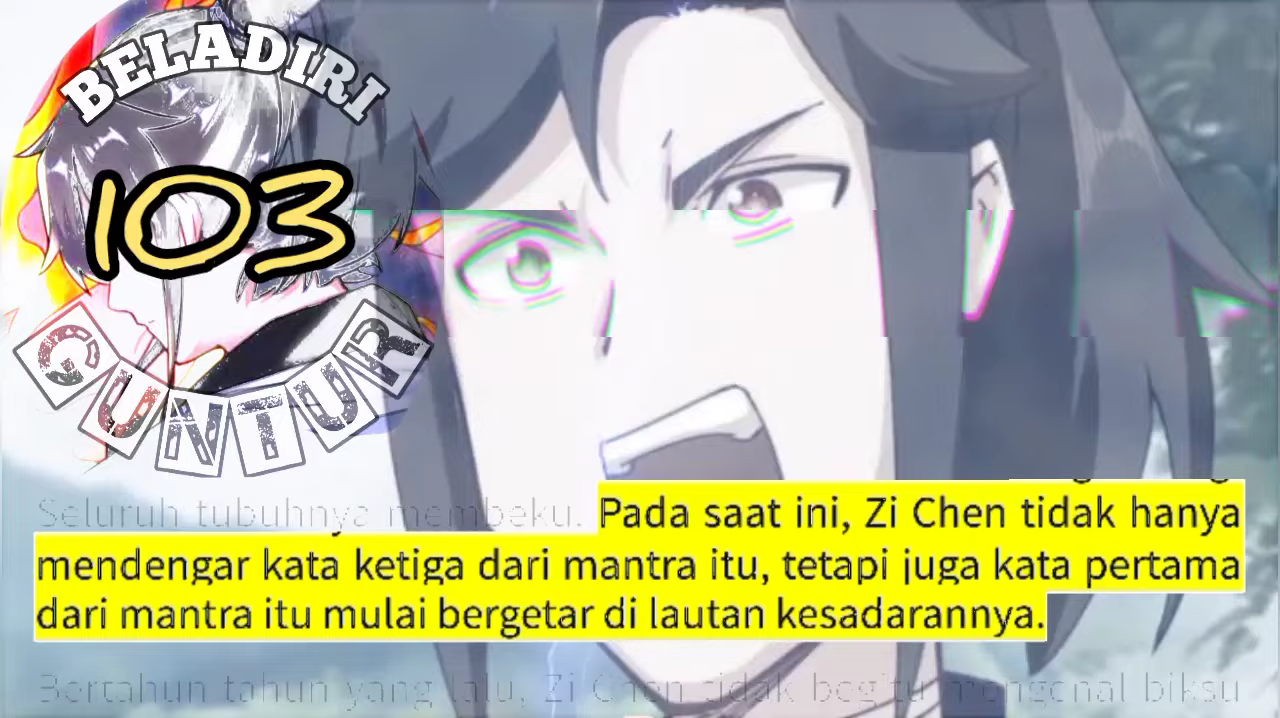 BELADIRI
103
GUNTUR
Seluruh tubuhnya membeku. Pada saat ini, Zi Chen tidak hanya
mendengar kata ketiga dari mantra itu, tetapi juga kata pertama
dari mantra itu mulai bergetar di lautan kesadarannya.
Bertahun tahun yang lalu, Zi Chen tidak begitu mengenal biksu